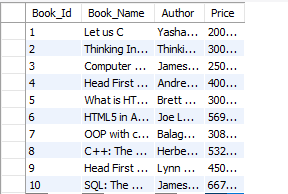 Book_Id Book_Name Author Price
1 Let us C Yasha... 200...
2 Thinking In... Thinki... 300...
3 Computer ... James... 250...
4 Head First ... Andre... 400...
5 What is HT... Brett ... 300...
6 HTML5 in A... Joe L... 569...
7 OOP with c... Balag... 308...
8 C++: The ... Herbe... 532...
9 Head First ... Lynn ... 450...
10 SQL: The ... James... 667...